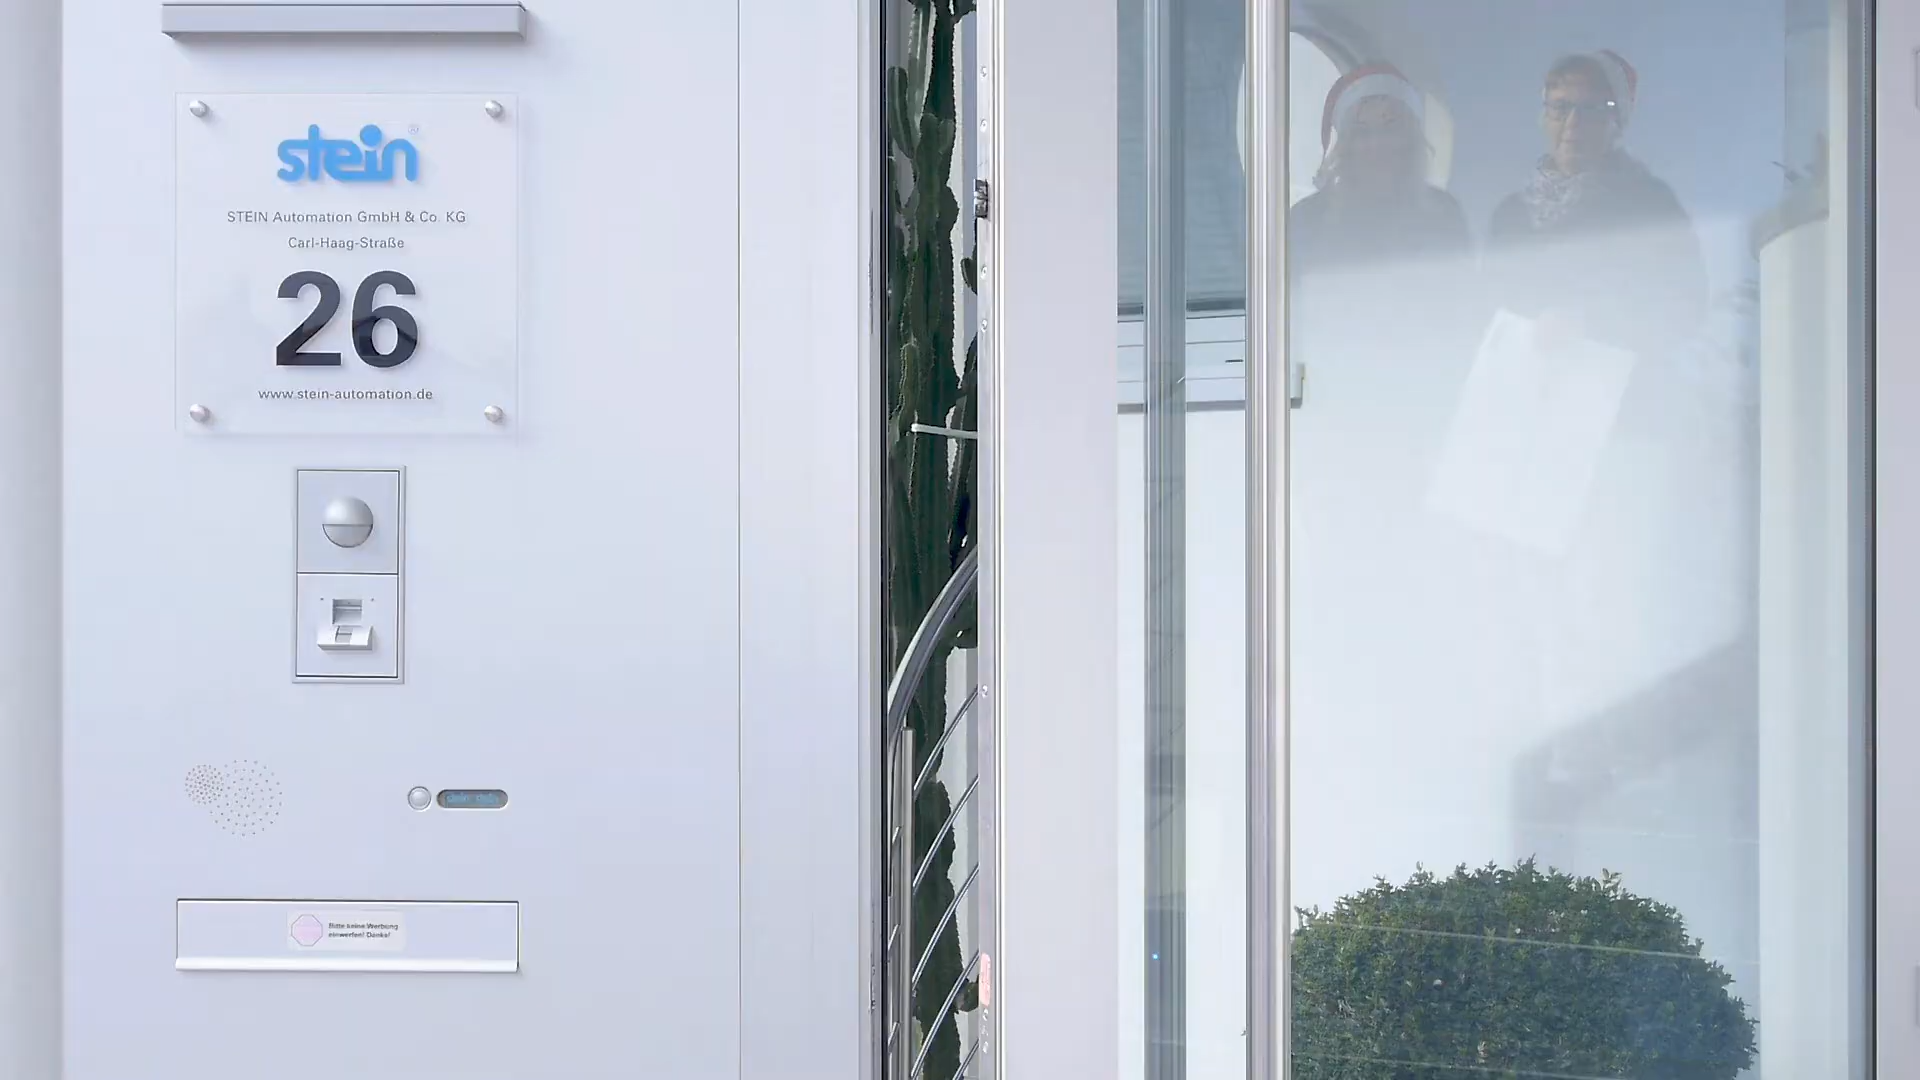 stein®
STEIN Automation GmbH & Co. KG
Carl-Haag-Straße
26
www.stein-automation.de
Bitte keine Werbung
einwerfen! Danke!